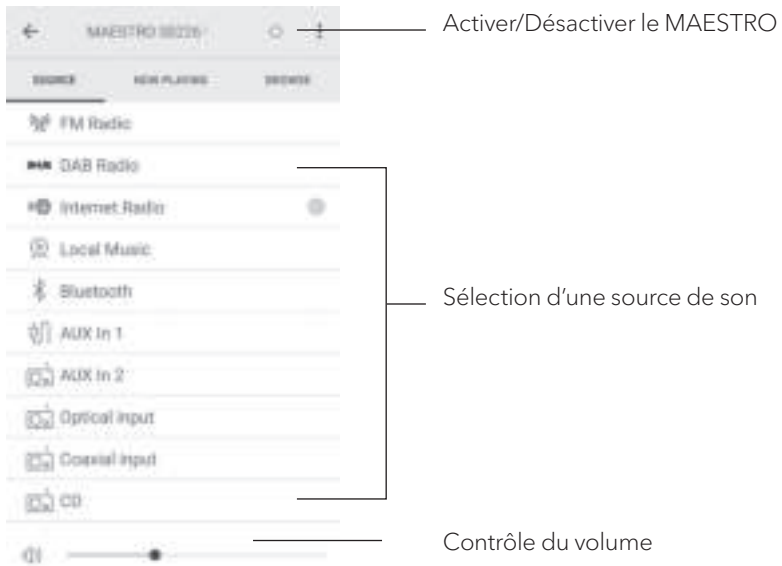 Activer/Désactiver le MAESTRO
MAESTRO
SOURCE NOW PLAYING BROWSE
FM Radio
DAB Radio
Internet Radio
Local Music
Bluetooth
AUX In 1
Sélection d'une source de son
AUX In 2
Optical input
Coaxial input
CD
Contrôle du volume